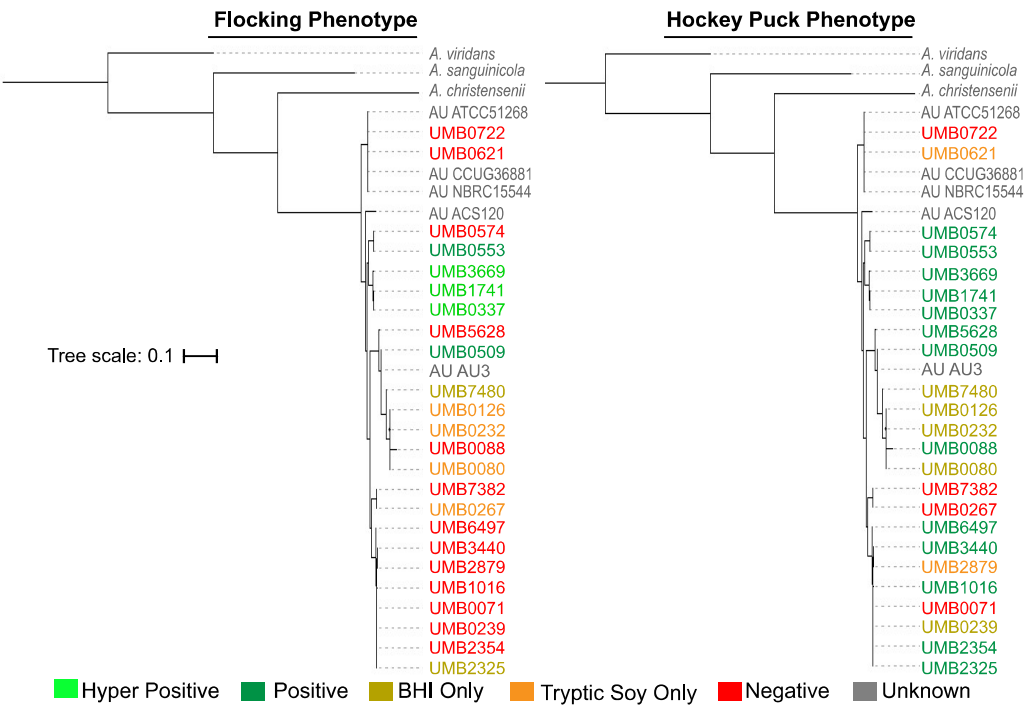 Flocking Phenotype
A. viridans
A. sanguinicola
A. christensenii
AU ATCC51268
UMB0722
UMB0621
AU CCUG36881
AU NBRC15544
AU ACS120
UMB0574
UMB0553
UMB3669
UMB1741
UMB0337
UMB5628
UMB0509
AU AU3
UMB7480
UMB0126
UMB0232
UMB0088
UMB0080
UMB7382
UMB0267
UMB6497
UMB3440
UMB2879
UMB1016
UMB0071
UMB0239
UMB2354
UMB2325
Tree scale: 0.1
Hockey Puck Phenotype
A. viridans
A. sanguinicola
A. christensenii
AU ATCC51268
UMB0722
UMB0621
AU CCUG36881
AU NBRC15544
AU ACS120
UMB0574
UMB0553
UMB3669
UMB1741
UMB0337
UMB5628
UMB0509
AU AU3
UMB7480
UMB0126
UMB0232
UMB0088
UMB0080
UMB7382
UMB0267
UMB6497
UMB3440
UMB2879
UMB1016
UMB0071
UMB0239
UMB2354
UMB2325
Hyper Positive Positive BHI Only Tryptic Soy Only Negative Unknown